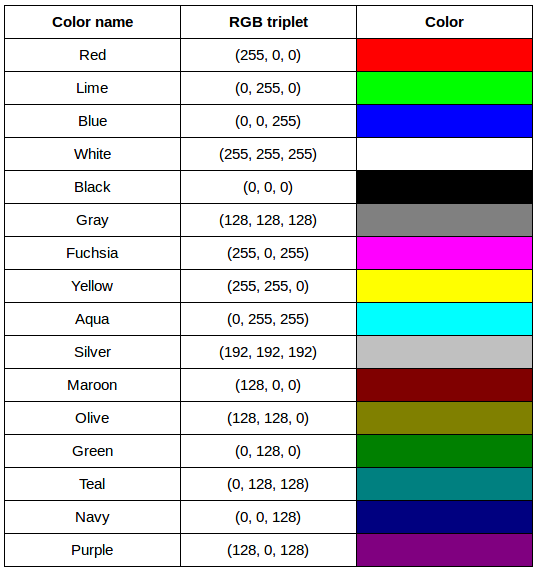 Color name RGB triplet Color
Red (255, 0, 0)
Lime (0, 255, 0)
Blue (0, 0, 255)
White (255, 255, 255)
Black (0, 0, 0)
Gray (128, 128, 128)
Fuchsia (255, 0, 255)
Yellow (255, 255, 0)
Aqua (0, 255, 255)
Silver (192, 192, 192)
Maroon (128, 0, 0)
Olive (128, 128, 0)
Green (0, 128, 0)
Teal (0, 128, 128)
Navy (0, 0, 128)
Purple (128, 0, 128)